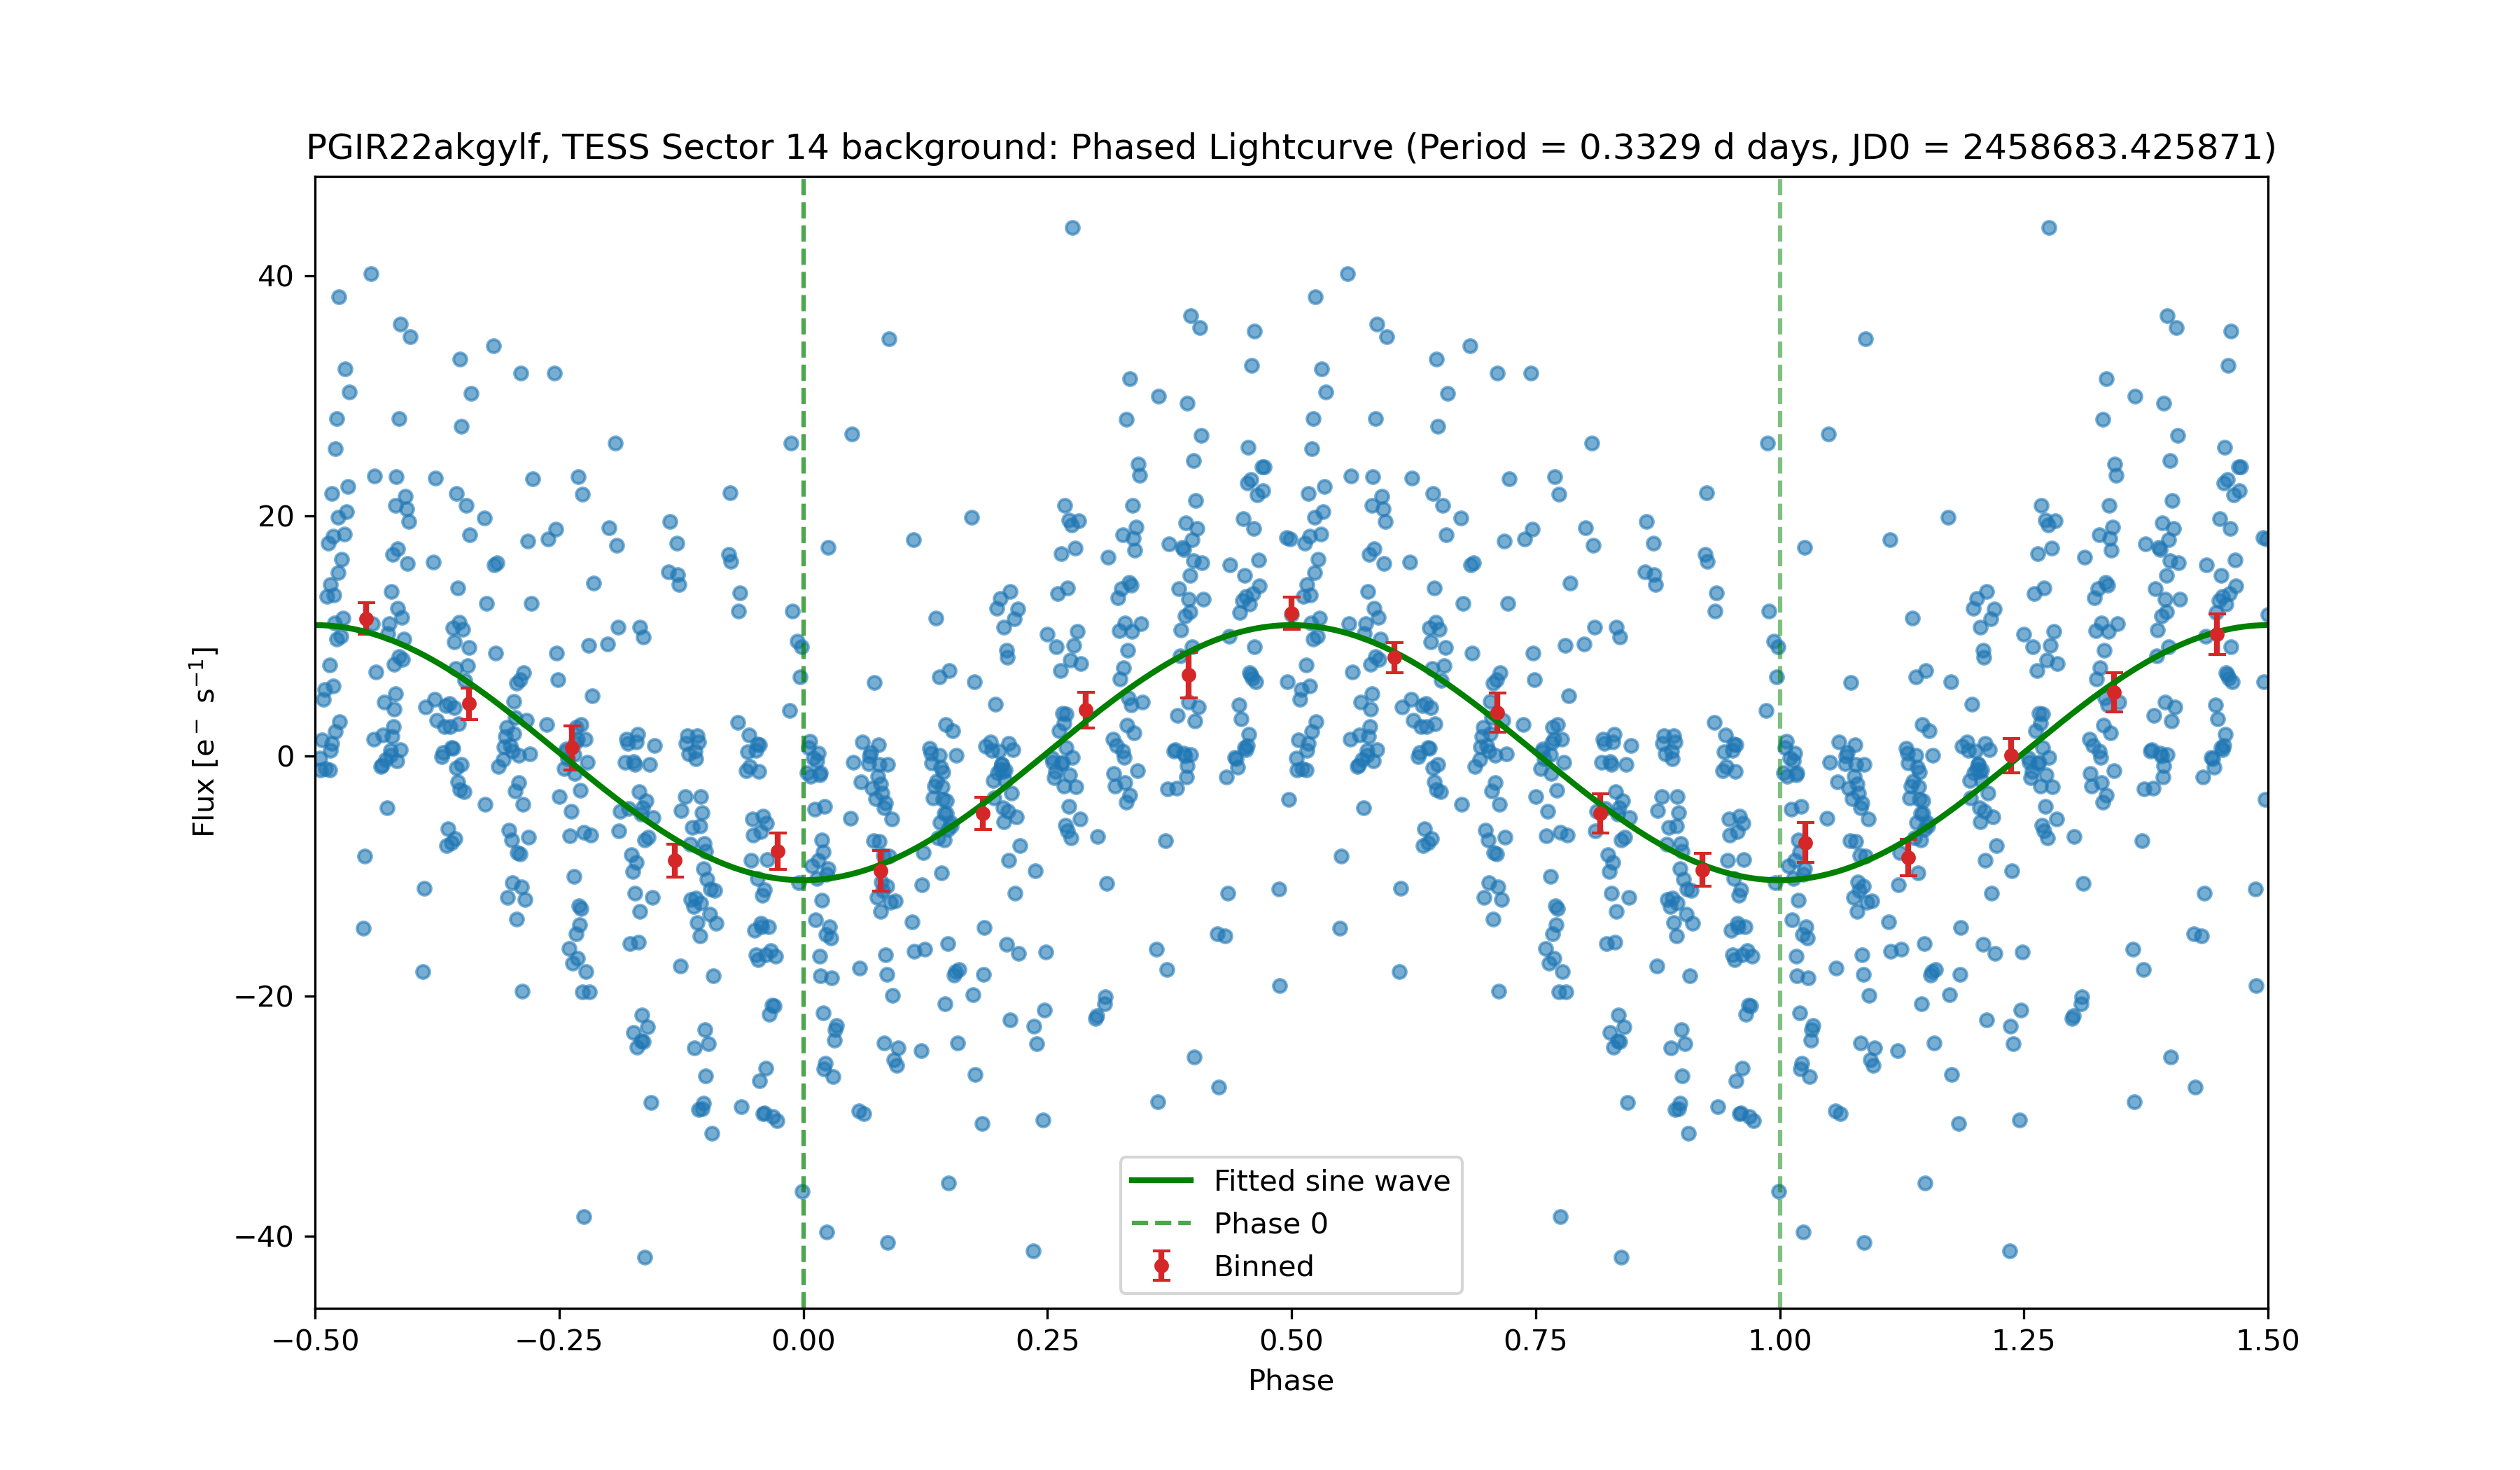 PGIR22akgylf, TESS Sector 14 background: Phased Lightcurve (Period = 0.3329 d days, JD0 = 2458683.425871)
Flux [e⁻ s⁻¹]
40
20
0
−20
−40
Fitted sine wave
Phase 0
Binned
−0.50 −0.25 0.00 0.25 0.50 0.75 1.00 1.25 1.50
Phase